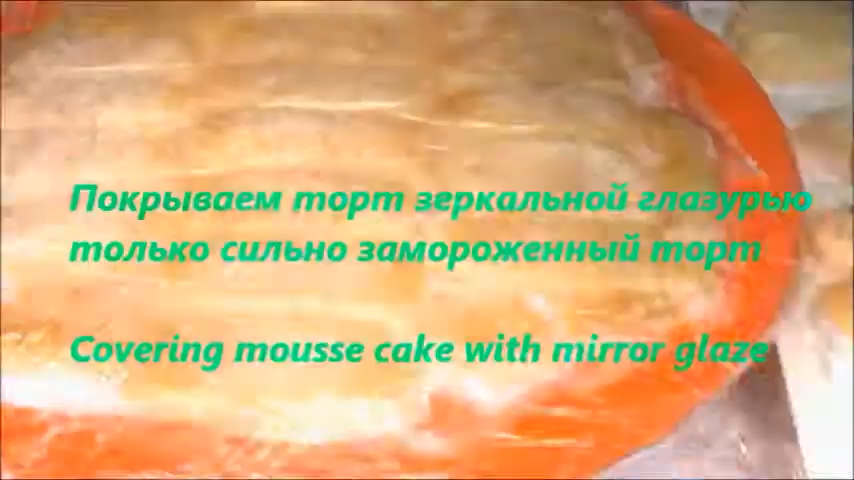 Покрываем торт зеркальной глазурью
только сильно замороженный торт
Covering mousse cake with mirror glaze